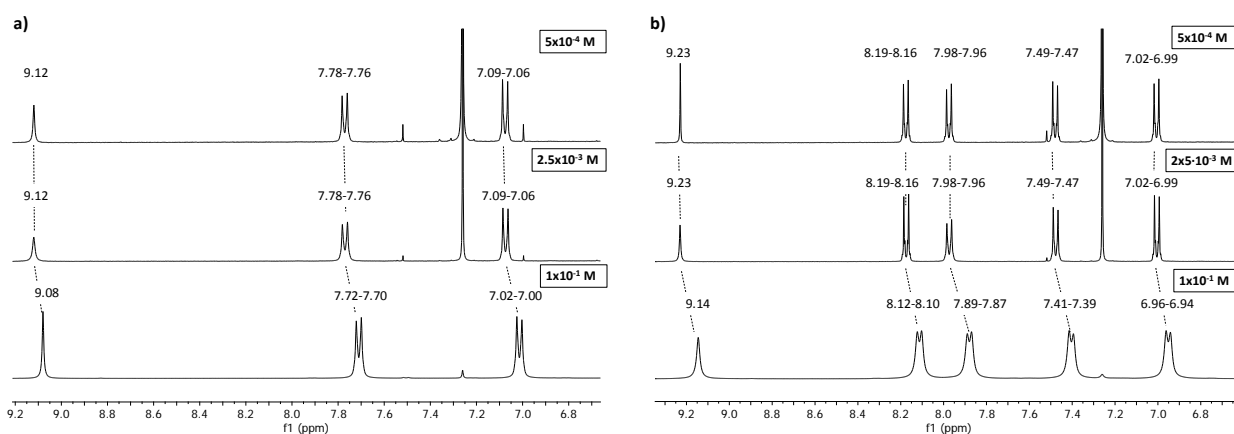 a)
5x10-4 M
9.12
7.78-7.76
7.09-7.06
2.5x10-3 M
9.12
7.78-7.76
7.09-7.06
1x10-1 M
9.08
7.72-7.70
7.02-7.00
9.2 9.0 8.8 8.6 8.4 8.2 8.0 7.8 7.6 7.4 7.2 7.0 6.8
f1 (ppm)
b)
5x10-4 M
9.23
8.19-8.16
7.98-7.96
7.49-7.47
7.02-6.99
2x5·10-3 M
9.23
8.19-8.16
7.98-7.96
7.49-7.47
7.02-6.99
1x10-1 M
9.14
8.12-8.10
7.89-7.87
7.41-7.39
6.96-6.94
9.2 9.0 8.8 8.6 8.4 8.2 8.0 7.8 7.6 7.4 7.2 7.0 6.8
f1 (ppm)